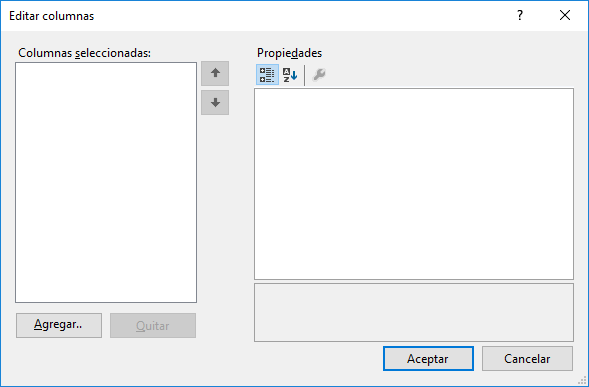 Editar columnas
?
Columnas seleccionadas:
Propiedades
Agregar..
Quitar
Aceptar
Cancelar